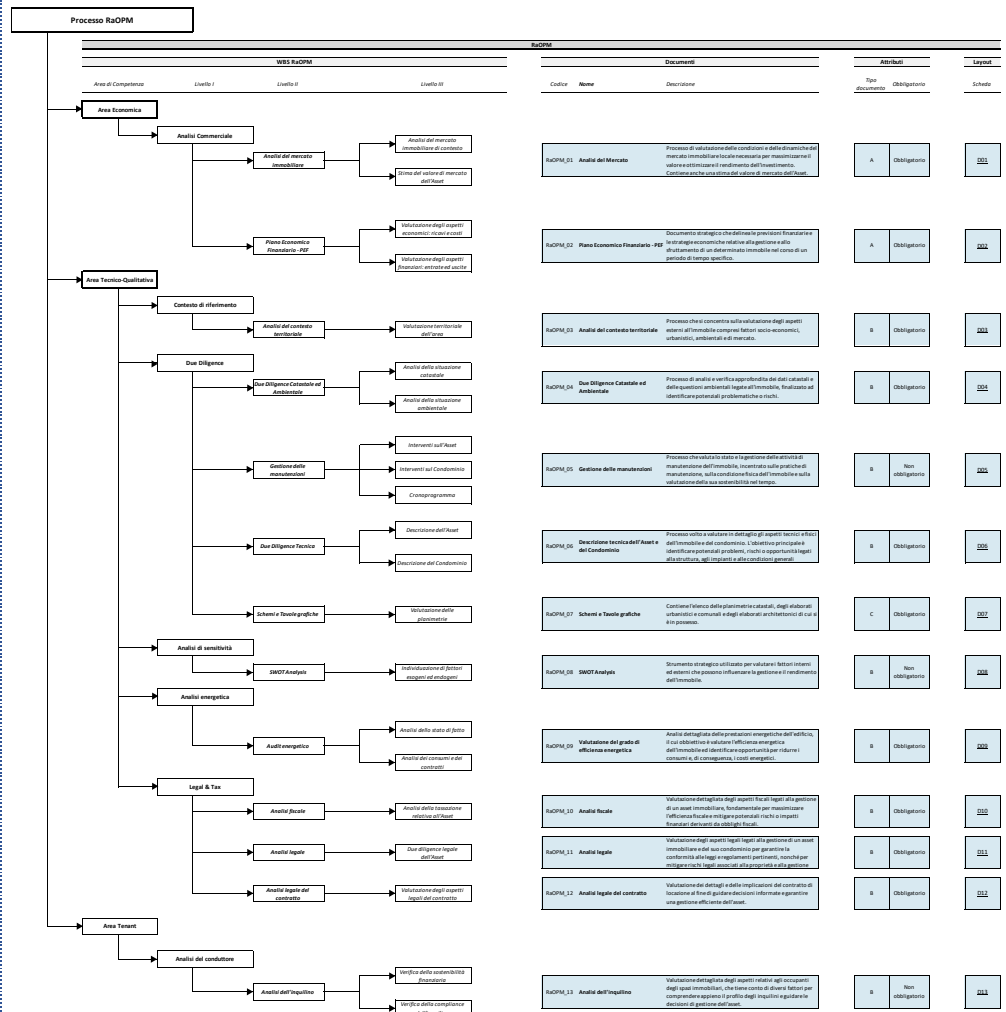 Processo RaOPM
RaOPM
WBS RaOPM
Documenti
Attributi
Layout
Area di Competenza
Livello I
Livello II
Livello III
Codice
Nome
Descrizione
Tipo
documento
Obbligatorio
Scheda
Area Economica
Analisi Commerciale
Analisi del mercato
immobiliare
Analisi del mercato
immobiliare di contesto
Stima del valore di mercato
dell'Asset
RaOPM_01
Analisi del Mercato
Processo di valutazione delle condizioni e delle dinamiche del
mercato immobiliare locale necessaria per massimizzarne il
valore e ottimizzare il rendimento dell'investimento.
Contiene anche una stima del valore di mercato dell'Asset.
A
Obbligatorio
D01
Piano Economico
Finanziario - PEF
Valutazione degli aspetti
economici: ricavi e costi
Valutazione degli aspetti
finanziari: entrate ed uscite
RaOPM_02
Piano Economico Finanziario - PEF
Documento strategico che delinea le previsioni finanziarie e
le strategie economiche relative alla gestione e allo
sfruttamento di un determinato immobile nel corso di un
periodo di tempo specifico.
A
Obbligatorio
D02
Area Tecnico-Qualitativa
Contesto di riferimento
Analisi del contesto
territoriale
Valutazione territoriale
dell'area
RaOPM_03
Analisi del contesto territoriale
Processo che si concentra sulla valutazione degli aspetti
esterni all'immobile compresi fattori socio-economici,
urbanistici, ambientali e di mercato.
B
Obbligatorio
D03
Due Diligence
Due Diligence Catastale ed
Ambientale
Analisi della situazione
catastale
Analisi della situazione
ambientale
RaOPM_04
Due Diligence Catastale ed
Ambientale
Processo di analisi e verifica approfondita dei dati catastali e
delle questioni ambientali legate all'immobile, finalizzato ad
identificare potenziali problematiche o rischi.
B
Obbligatorio
D04
Gestione delle
manutenzioni
Interventi sull'Asset
Interventi sul Condominio
Cronoprogramma
RaOPM_05
Gestione delle manutenzioni
Processo che valuta lo stato e la gestione delle attività di
manutenzione dell'immobile, incentrato sulle pratiche di
manutenzione, sulla condizione fisica dell'immobile e sulla
valutazione della sua sostenibilità nel tempo.
B
Non
obbligatorio
D05
Due Diligence Tecnica
Descrizione dell'Asset
Descrizione del Condominio
RaOPM_06
Descrizione tecnica dell'Asset e
del Condominio
Processo volto a valutare in dettaglio gli aspetti tecnici e fisici
dell'immobile e del condominio. L'obiettivo principale è
identificare potenziali problemi, rischi o opportunità legati
alla struttura, agli impianti e alle condizioni generali
B
Obbligatorio
D06
Schemi e Tavole grafiche
Valutazione delle
planimetrie
RaOPM_07
Schemi e Tavole grafiche
Contiene l'elenco delle planimetrie catastali, degli elaborati
urbanistici e comunali e degli elaborati architettonici di cui si
è in possesso.
C
Obbligatorio
D07
Analisi di sensitività
SWOT Analysis
Individuazione di fattori
esogeni ed endogeni
RaOPM_08
SWOT Analysis
Strumento strategico utilizzato per valutare i fattori interni
ed esterni che possono influenzare la gestione e il rendimento
dell'immobile.
B
Non
obbligatorio
D08
Analisi energetica
Audit energetico
Analisi dello stato di fatto
Analisi dei consumi e dei
contratti
RaOPM_09
Valutazione del grado di
efficienza energetica
Analisi dettagliata delle prestazioni energetiche dell'edificio,
il cui obbiettivo è valutare l'efficienza energetica
dell'immobile ed identificare opportunità per ridurre i
consumi e, di conseguenza, i costi energetici.
B
Obbligatorio
D09
Legal & Tax
Analisi fiscale
Analisi della tassazione
relativa all'Asset
RaOPM_10
Analisi fiscale
Valutazione dettagliata degli aspetti fiscali legati alla gestione
di un asset immobiliare, fondamentale per massimizzare
l'efficienza fiscale e mitigare potenziali rischi o impatti
finanziari derivanti da obblighi fiscali.
B
Obbligatorio
D10
Analisi legale
Due diligence legale
dell'Asset
RaOPM_11
Analisi legale
Valutazione degli aspetti legali legati alla gestione di un asset
immobiliare e del suo condominio per garantire la
conformità alle leggi e regolamenti pertinenti, nonché per
mitigare rischi legali associati alla proprietà e alla gestione
B
Obbligatorio
D11
Analisi legale del
contratto
Valutazione degli aspetti
legali del contratto
RaOPM_12
Analisi legale del contratto
Valutazione dei dettagli e delle implicazioni del contratto di
locazione al fine di guidare decisioni informate e garantire
una gestione efficiente dell'asset.
B
Obbligatorio
D12
Area Tenant
Analisi del conduttore
Analisi dell'inquilino
Verifica della sostenibilità
finanziaria
Verifica della compliance
RaOPM_13
Analisi dell'inquilino
Valutazione dettagliata degli aspetti relativi agli occupanti
degli spazi immobiliari, che tiene conto di diversi fattori per
comprendere appieno il profilo degli inquilini e guidare le
decisioni di gestione dell'asset.
B
Non
obbligatorio
D13